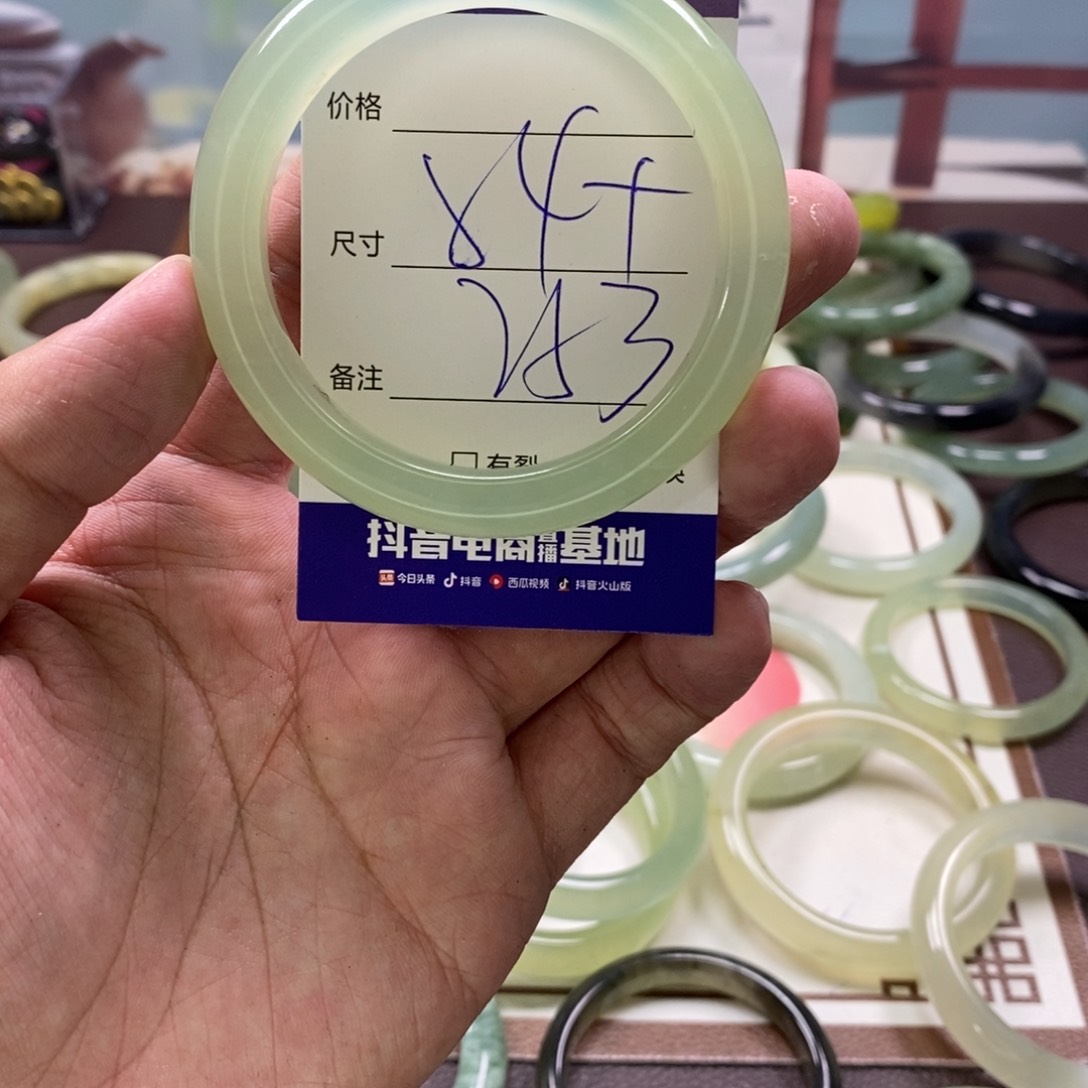 价格
84+
尺寸
283
备注
有裂
抖音电商直播基地
今日头条 抖音 西瓜视频 抖音火山版